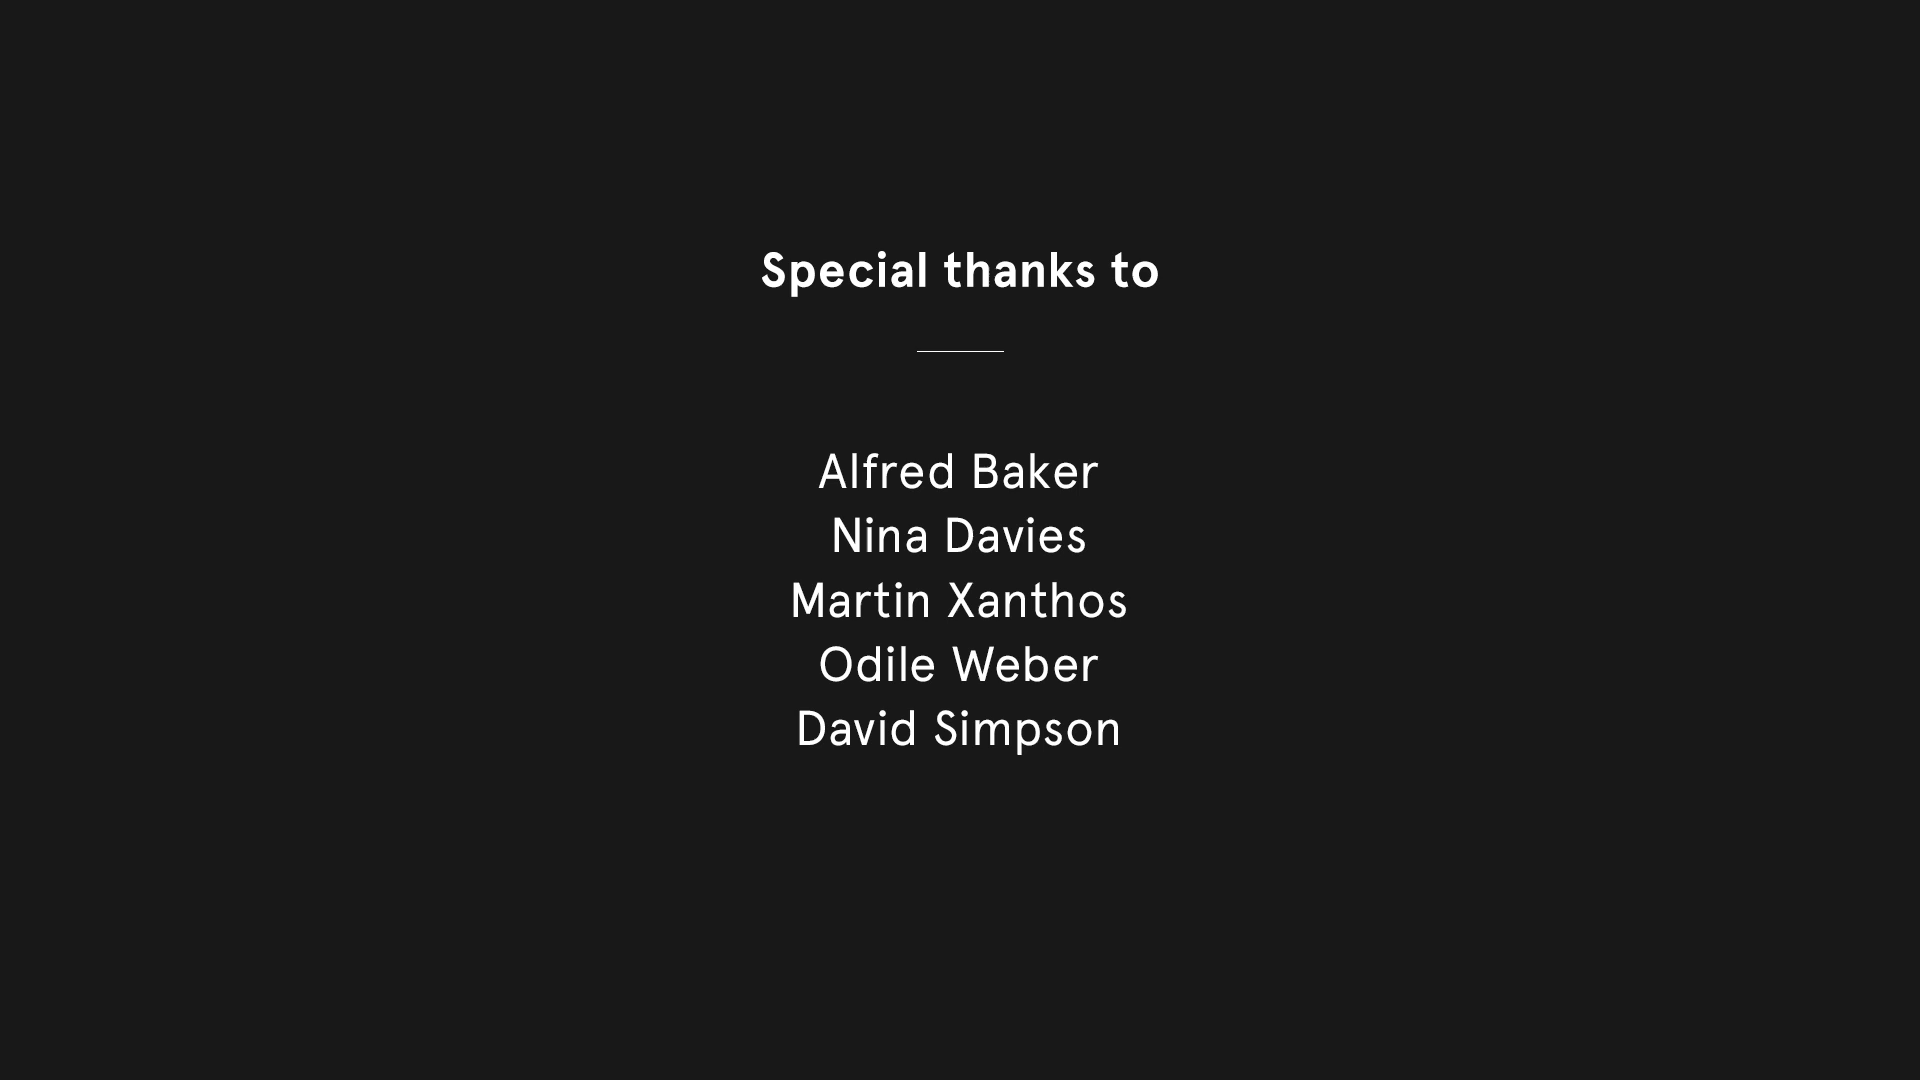 Special thanks to
Alfred Baker
Nina Davies
Martin Xanthos
Odile Weber
David Simpson